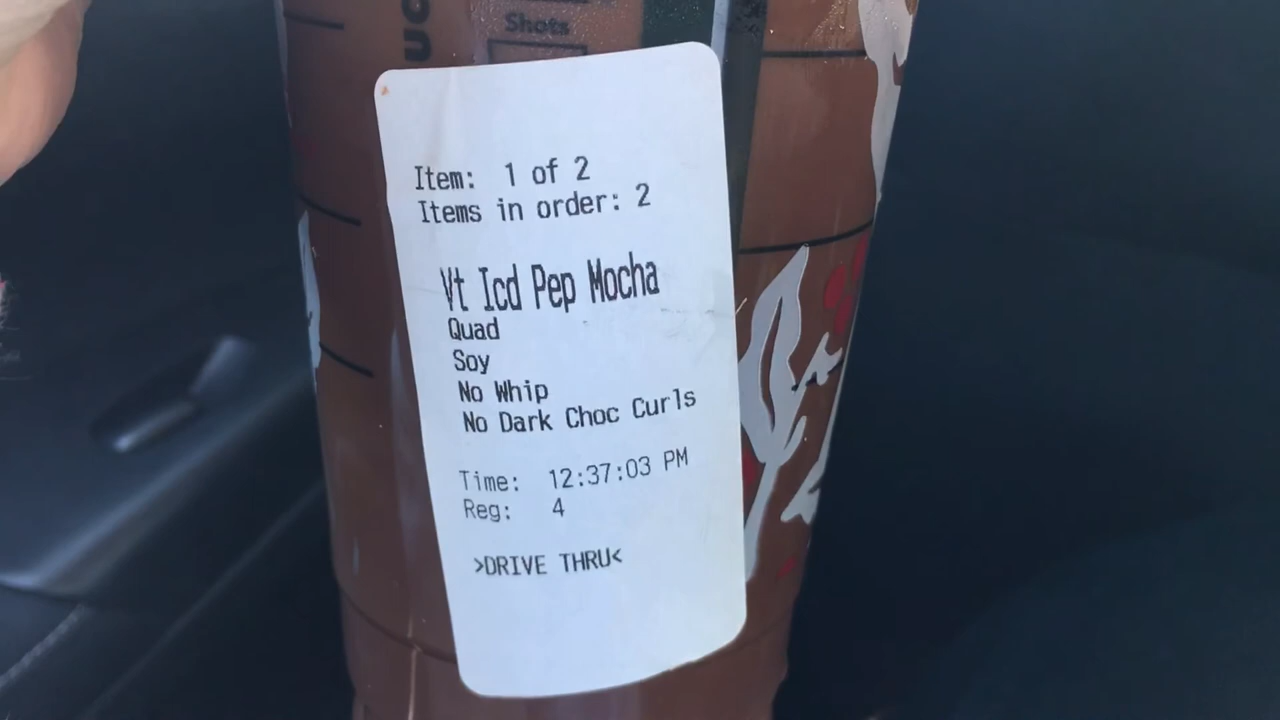 Shots
Item: 1 of 2
Items in order: 2
Vt Icd Pep Mocha
Quad
Soy
No Whip
No Dark Choc Curls
Time: 12:37:03 PM
Reg: 4
>DRIVE THRU<